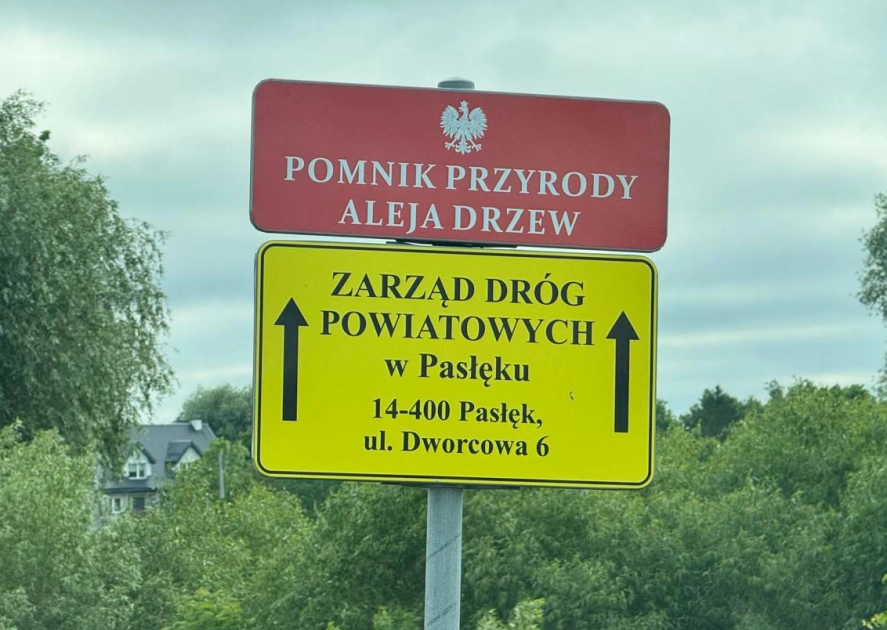 POMNIK PRZYRODY
ALEJA DRZEW
ZARZĄD DRÓG
POWIATOWYCH
w Pasłęku
14-400 Pasłęk,
ul. Dworcowa 6